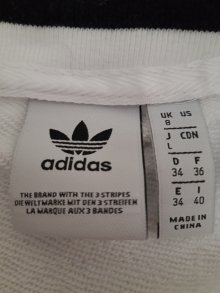 adidas
THE BRAND WITH THE 3 STRIPES
DIE WELTMARKE MIT DEN 3 STREIFEN
LA MARQUE AUX 3 BANDES
UK US
8
J CN
L
D F
34 36
E I
34 40
MADE IN
CHINA